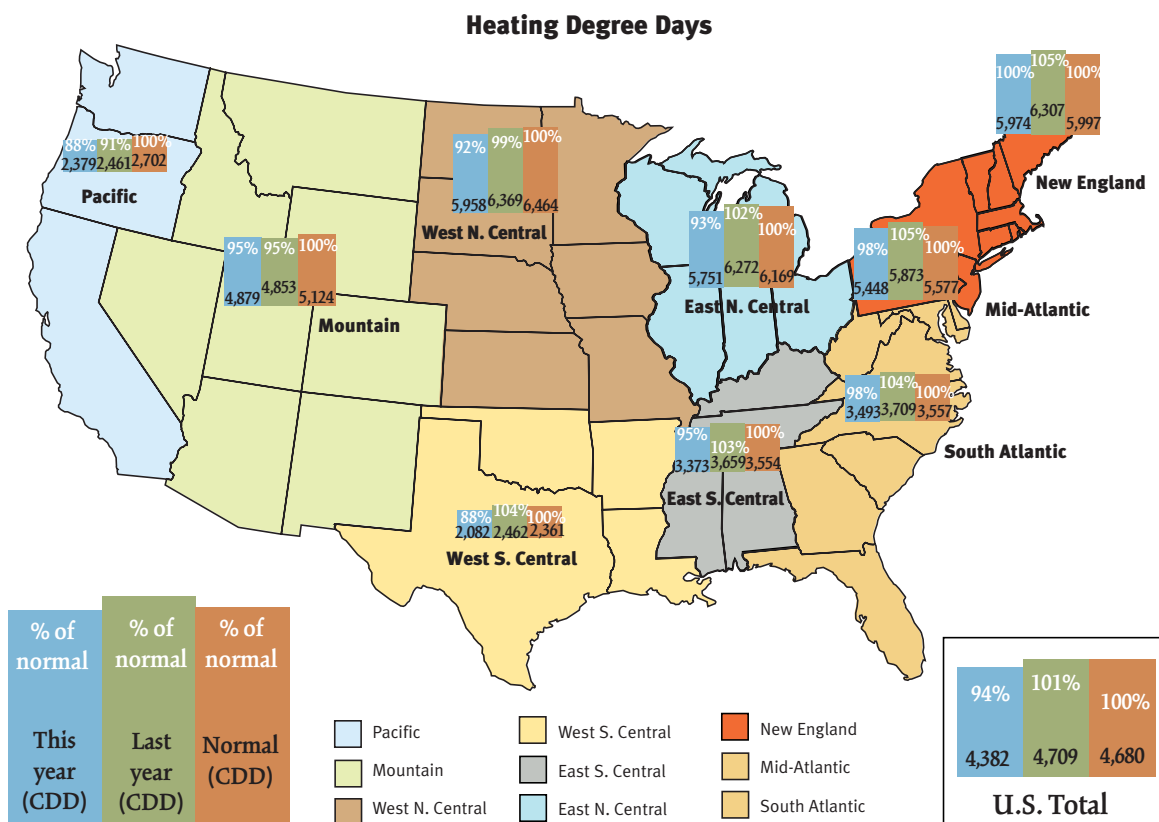 Heating Degree Days
100%
105%
100%
5,974
6,307
5,997
New England
88%
91%
100%
2,379
2,461
2,702
Pacific
92%
99%
100%
5,958
6,369
6,464
West N. Central
93%
102%
100%
5,751
6,272
6,169
East N. Central
98%
105%
100%
5,448
5,873
5,577
Mid-Atlantic
95%
95%
100%
4,879
4,853
5,124
Mountain
98%
104%
100%
3,493
3,709
3,557
South Atlantic
95%
103%
100%
3,373
3,659
3,554
East S. Central
88%
104%
100%
2,082
2,462
2,361
West S. Central
% of
normal
This
year
(CDD)
% of
normal
Last
year
(CDD)
% of
normal
Normal
(CDD)
Pacific
Mountain
West N. Central
West S. Central
East S. Central
East N. Central
New England
Mid-Atlantic
South Atlantic
94%
101%
100%
4,382
4,709
4,680
U.S. Total